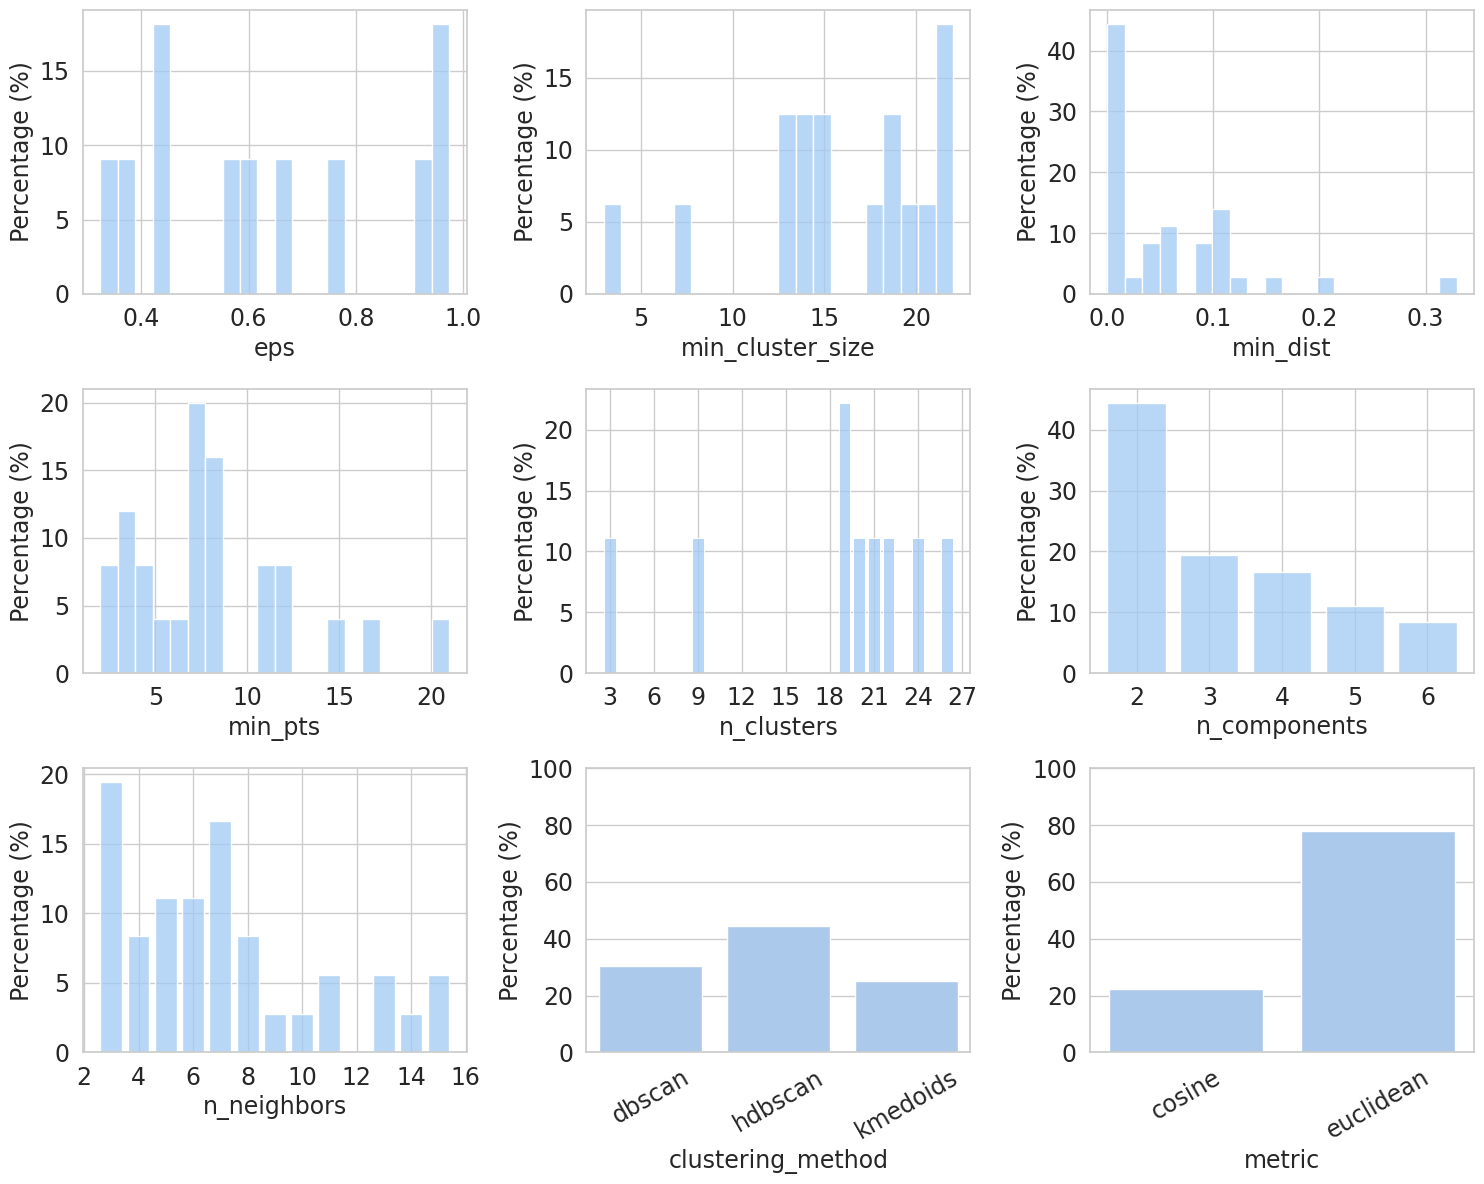 Percentage (%)
15
10
5
0
0.4 0.6 0.8 1.0
eps
Percentage (%)
15
10
5
0
5 10 15 20
min_cluster_size
Percentage (%)
40
30
20
10
0
0.0 0.1 0.2 0.3
min_dist
Percentage (%)
20
15
10
5
0
5 10 15 20
min_pts
Percentage (%)
20
15
10
5
0
3 6 9 12 15 18 21 24 27
n_clusters
Percentage (%)
40
30
20
10
0
2 3 4 5 6
n_components
Percentage (%)
20
15
10
5
0
2 4 6 8 10 12 14 16
n_neighbors
Percentage (%)
100
80
60
40
20
0
dbscan hdbscan kmedoids
clustering_method
Percentage (%)
100
80
60
40
20
0
cosine euclidean
metric